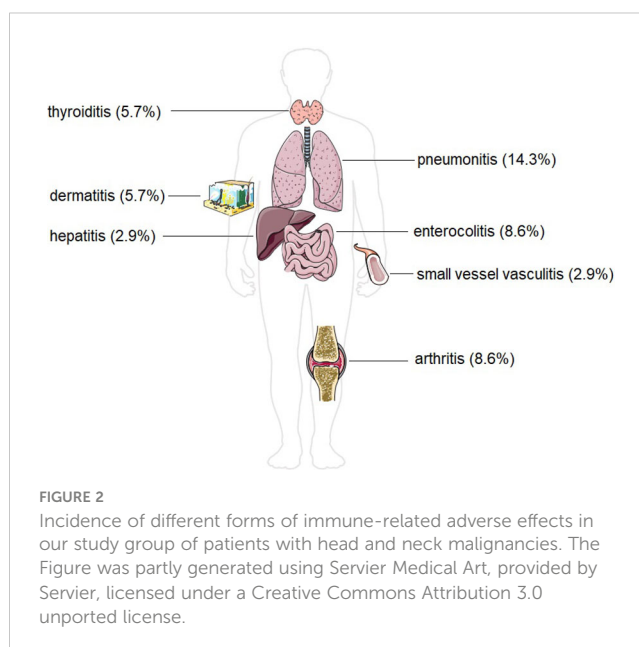 thyroiditis (5.7%)
pneumonitis (14.3%)
dermatitis (5.7%)
hepatitis (2.9%)
enterocolitis (8.6%)
small vessel vasculitis (2.9%)
arthritis (8.6%)
FIGURE 2
Incidence of different forms of immune-related adverse effects in
our study group of patients with head and neck malignancies. The
Figure was partly generated using Servier Medical Art, provided by
Servier, licensed under a Creative Commons Attribution 3.0
unported license.